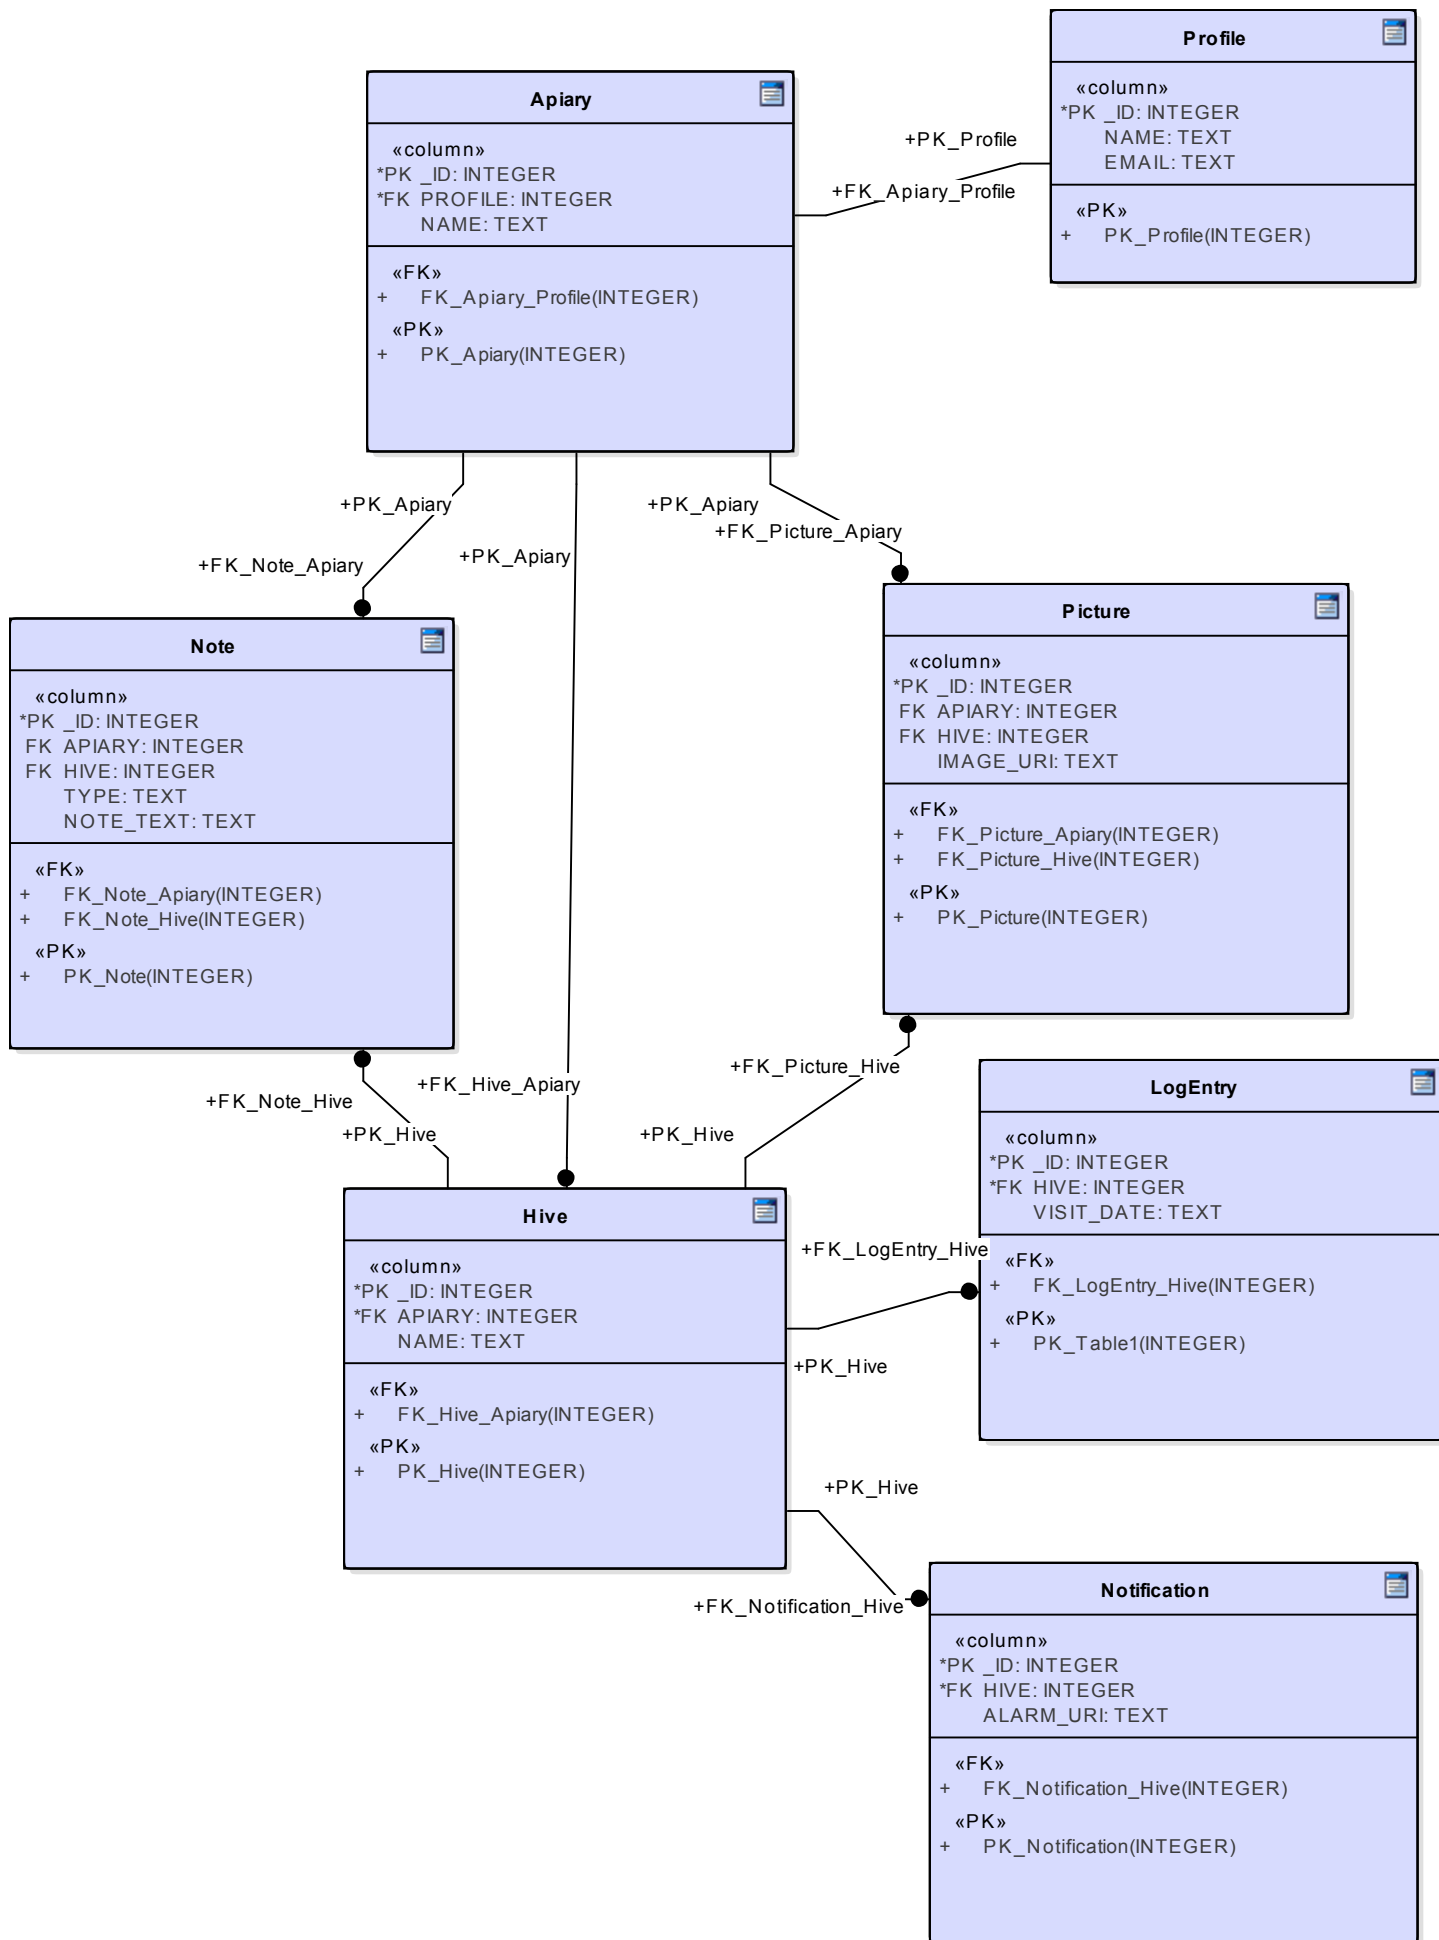 Profile
«column»
*PK _ID: INTEGER
NAME: TEXT
EMAIL: TEXT
«PK»
+ PK_Profile(INTEGER)
Apiary
«column»
*PK _ID: INTEGER
*FK PROFILE: INTEGER
NAME: TEXT
«FK»
+ FK_Apiary_Profile(INTEGER)
«PK»
+ PK_Apiary(INTEGER)
+PK_Profile
+FK_Apiary_Profile
+PK_Apiary
+FK_Note_Apiary
+PK_Apiary
+PK_Apiary
+FK_Picture_Apiary
Note
«column»
*PK _ID: INTEGER
FK APIARY: INTEGER
FK HIVE: INTEGER
TYPE: TEXT
NOTE_TEXT: TEXT
«FK»
+ FK_Note_Apiary(INTEGER)
+ FK_Note_Hive(INTEGER)
«PK»
+ PK_Note(INTEGER)
Picture
«column»
*PK _ID: INTEGER
FK APIARY: INTEGER
FK HIVE: INTEGER
IMAGE_URI: TEXT
«FK»
+ FK_Picture_Apiary(INTEGER)
+ FK_Picture_Hive(INTEGER)
«PK»
+ PK_Picture(INTEGER)
+FK_Note_Hive
+PK_Hive
+FK_Hive_Apiary
+FK_Picture_Hive
+PK_Hive
LogEntry
«column»
*PK _ID: INTEGER
*FK HIVE: INTEGER
VISIT_DATE: TEXT
«FK»
+ FK_LogEntry_Hive(INTEGER)
«PK»
+ PK_Table1(INTEGER)
Hive
«column»
*PK _ID: INTEGER
*FK APIARY: INTEGER
NAME: TEXT
«FK»
+ FK_Hive_Apiary(INTEGER)
«PK»
+ PK_Hive(INTEGER)
+FK_LogEntry_Hive
+PK_Hive
+PK_Hive
+FK_Notification_Hive
Notification
«column»
*PK _ID: INTEGER
*FK HIVE: INTEGER
ALARM_URI: TEXT
«FK»
+ FK_Notification_Hive(INTEGER)
«PK»
+ PK_Notification(INTEGER)